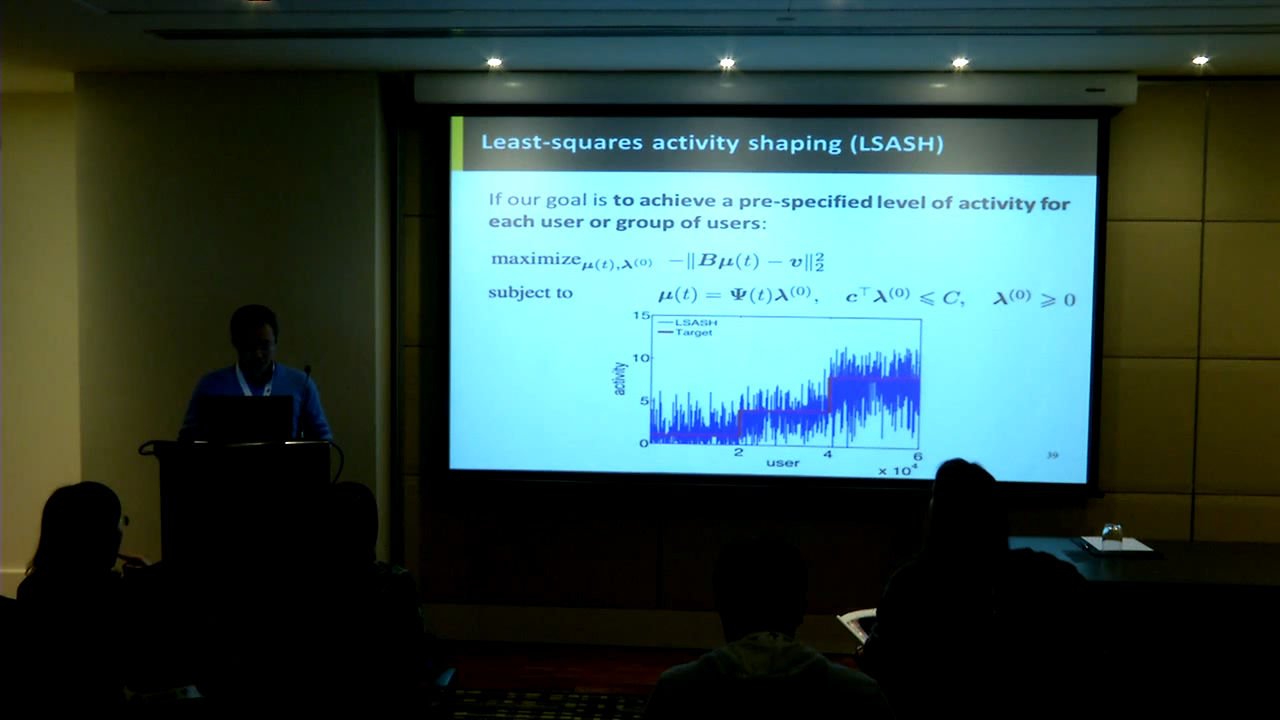 Least-squares activity shaping (LSASH)
If our goal is to achieve a pre-specified level of activity for
each user or group of users:
maximize_{μ(t),λ^{(0)}} −‖Bμ(t) − v‖₂²
subject to μ(t) = Ψ(t)λ^{(0)}, c^⊤λ^{(0)} ⩽ C, λ^{(0)} ⩾ 0
15
LSASH
Target
10
activity
5
0
2 4 6
user
x 10^4
39